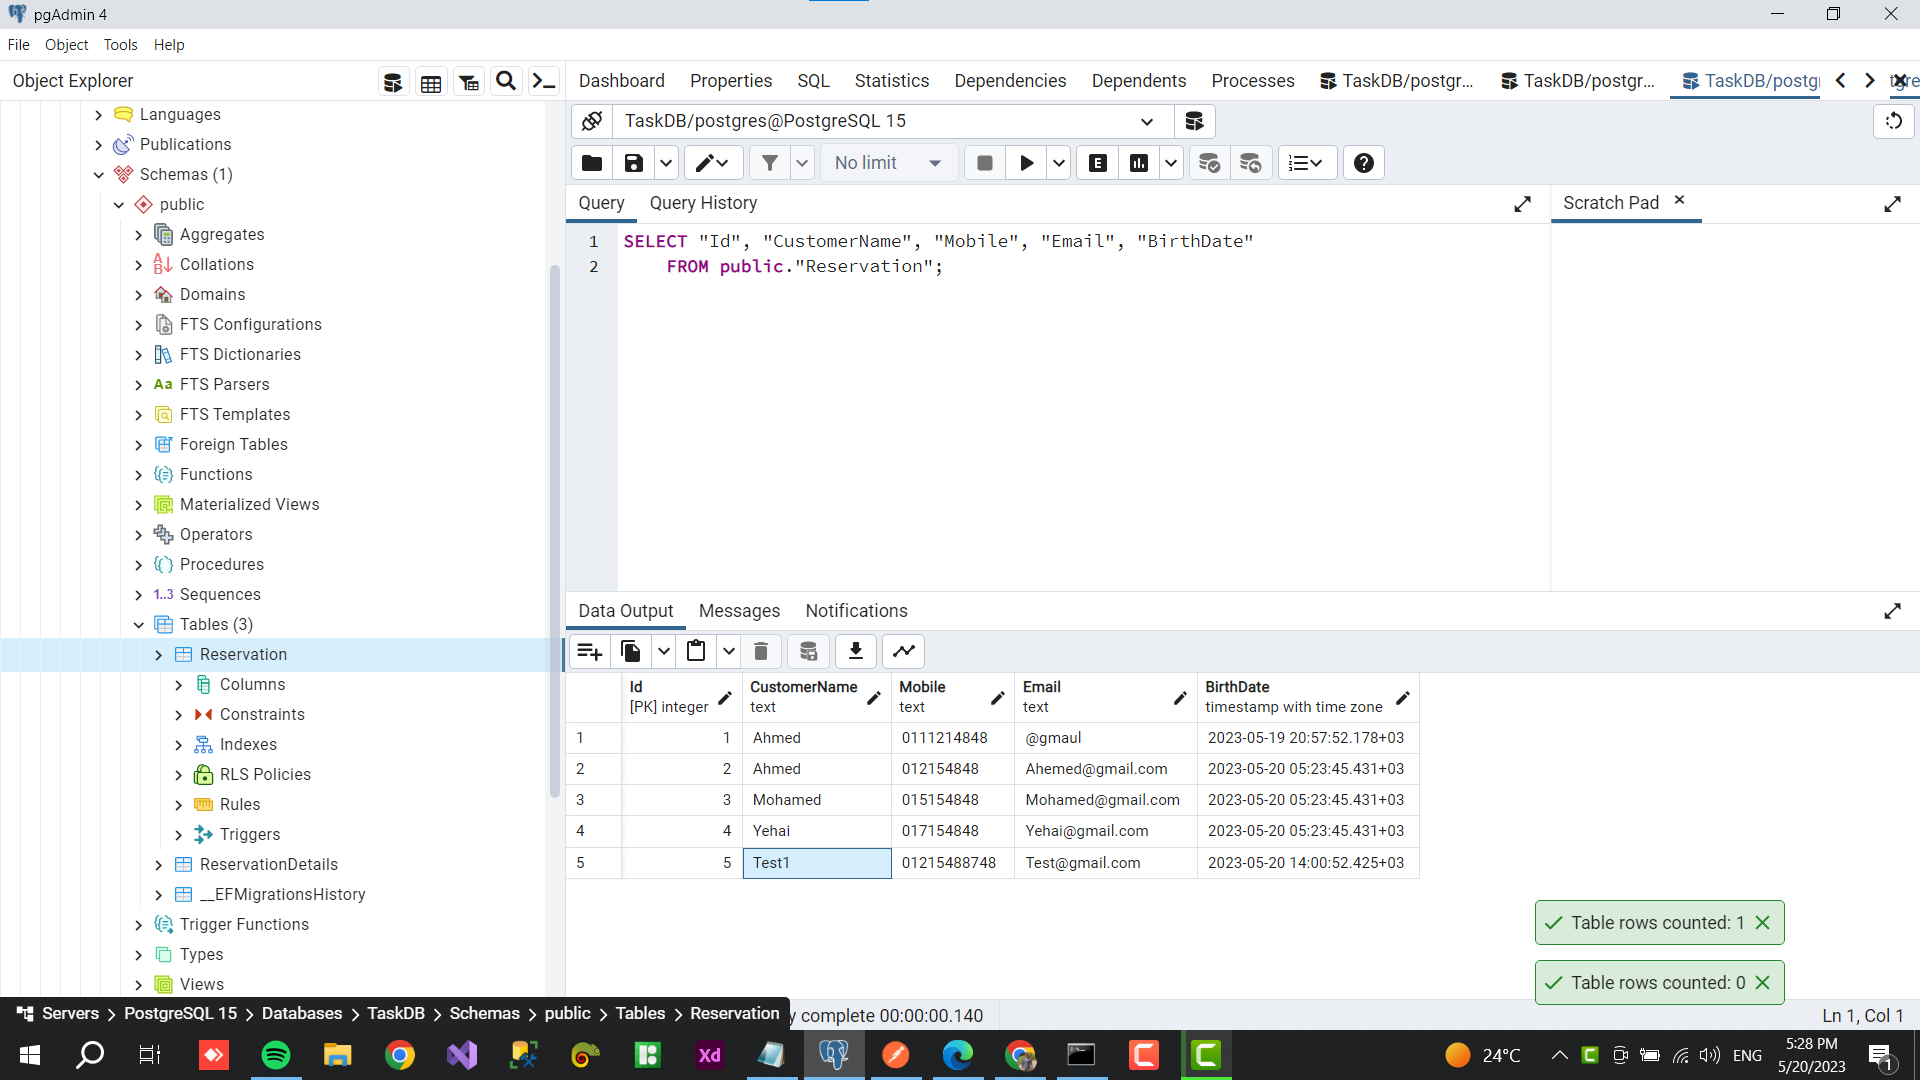 pgAdmin 4
File Object Tools Help
Object Explorer
Dashboard Properties SQL Statistics Dependencies Dependents Processes TaskDB/postgr... TaskDB/postgr... TaskDB/postgr
TaskDB/postgres@PostgreSQL 15
No limit
Query Query History
Scratch Pad
1 SELECT "Id", "CustomerName", "Mobile", "Email", "BirthDate"
2 FROM public."Reservation";
Languages
Publications
Schemas (1)
public
Aggregates
Collations
Domains
FTS Configurations
FTS Dictionaries
Aa FTS Parsers
FTS Templates
Foreign Tables
Functions
Materialized Views
Operators
Procedures
1..3 Sequences
Tables (3)
Reservation
Columns
Constraints
Indexes
RLS Policies
Rules
Triggers
ReservationDetails
__EFMigrationsHistory
Trigger Functions
Types
Views
Data Output Messages Notifications
Id CustomerName Mobile Email BirthDate
[PK] integer text text text timestamp with time zone
1 1 Ahmed 0111214848 @gmaul 2023-05-19 20:57:52.178+03
2 2 Ahmed 012154848 Ahemed@gmail.com 2023-05-20 05:23:45.431+03
3 3 Mohamed 015154848 Mohamed@gmail.com 2023-05-20 05:23:45.431+03
4 4 Yehai 017154848 Yehai@gmail.com 2023-05-20 05:23:45.431+03
5 5 Test1 01215488748 Test@gmail.com 2023-05-20 14:00:52.425+03
Table rows counted: 1
Table rows counted: 0
Servers > PostgreSQL 15 > Databases > TaskDB > Schemas > public > Tables > Reservation
y complete 00:00:00.140
Ln 1, Col 1
Xd
24°C
ENG
5:28 PM
5/20/2023
1